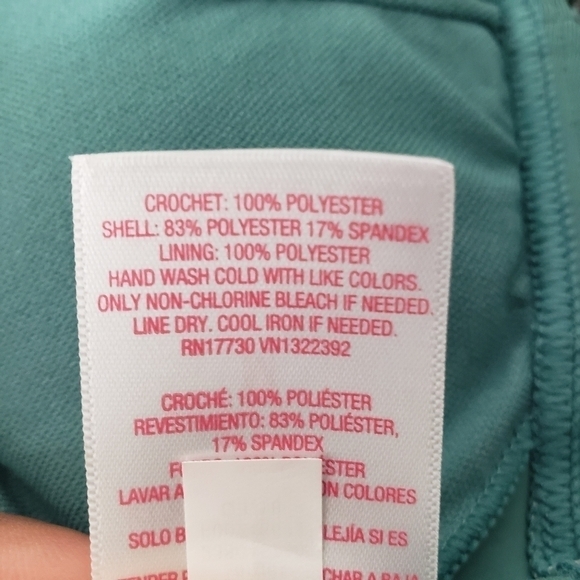 CROCHET: 100% POLYESTER
SHELL: 83% POLYESTER 17% SPANDEX
LINING: 100% POLYESTER
HAND WASH COLD WITH LIKE COLORS.
ONLY NON-CHLORINE BLEACH IF NEEDED.
LINE DRY. COOL IRON IF NEEDED.
RN17730 VN1322392
CROCHÉ: 100% POLIÉSTER
REVESTIMIENTO: 83% POLIÉSTER,
17% SPANDEX
LAVAR COLORES
SOLO SI ES
A BAJA